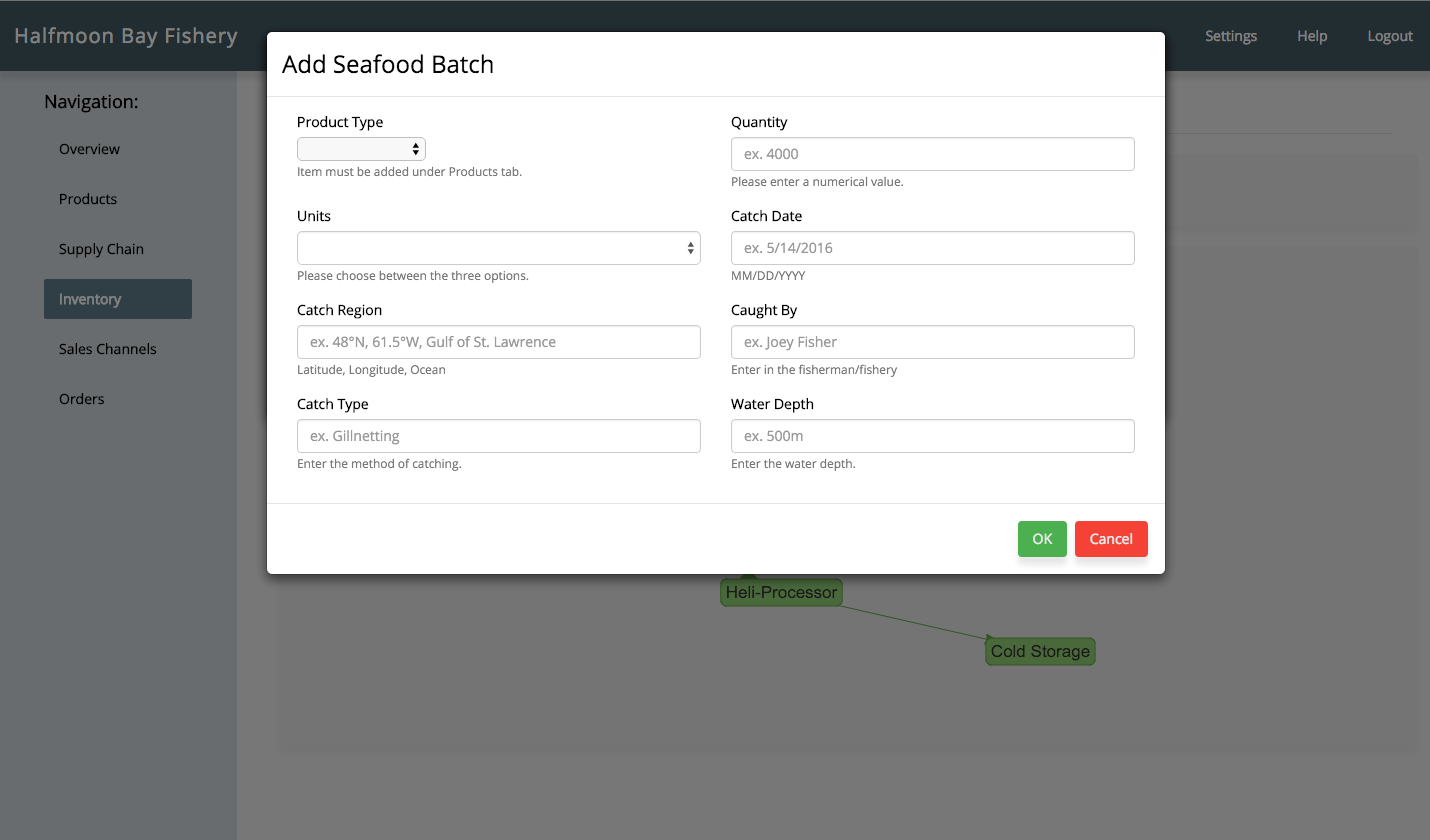 Halfmoon Bay Fishery
Settings
Help
Logout
Navigation:
Overview
Products
Supply Chain
Inventory
Sales Channels
Orders
Add Seafood Batch
Product Type
Item must be added under Products tab.
Quantity
ex. 4000
Please enter a numerical value.
Units
Please choose between the three options.
Catch Date
ex. 5/14/2016
MM/DD/YYYY
Catch Region
ex. 48°N, 61.5°W, Gulf of St. Lawrence
Latitude, Longitude, Ocean
Caught By
ex. Joey Fisher
Enter in the fisherman/fishery
Catch Type
ex. Gillnetting
Enter the method of catching.
Water Depth
ex. 500m
Enter the water depth.
OK
Cancel
Heli-Processor
Cold Storage